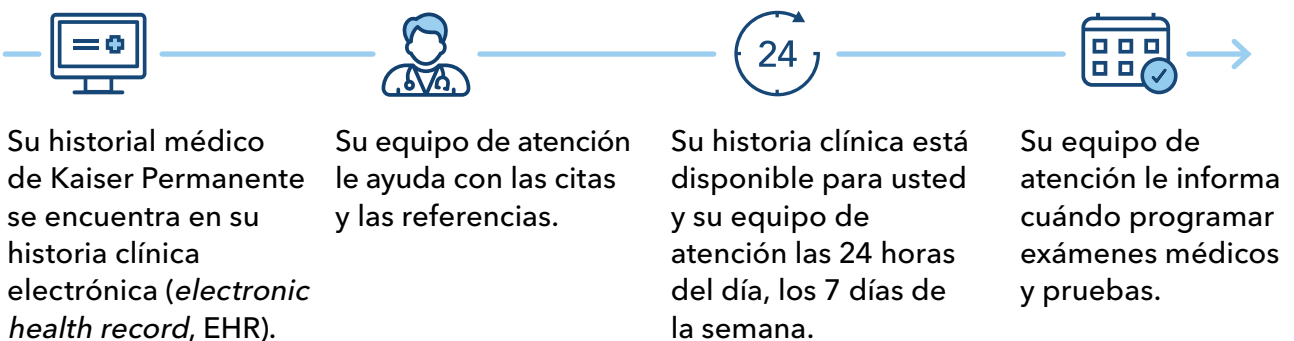 24
Su historial médico
de Kaiser Permanente
se encuentra en su
historia clínica
electrónica (electronic
health record, EHR).
Su equipo de atención
le ayuda con las citas
y las referencias.
Su historia clínica está
disponible para usted
y su equipo de
atención las 24 horas
del día, los 7 días de
la semana.
Su equipo de
atención le informa
cuándo programar
exámenes médicos
y pruebas.